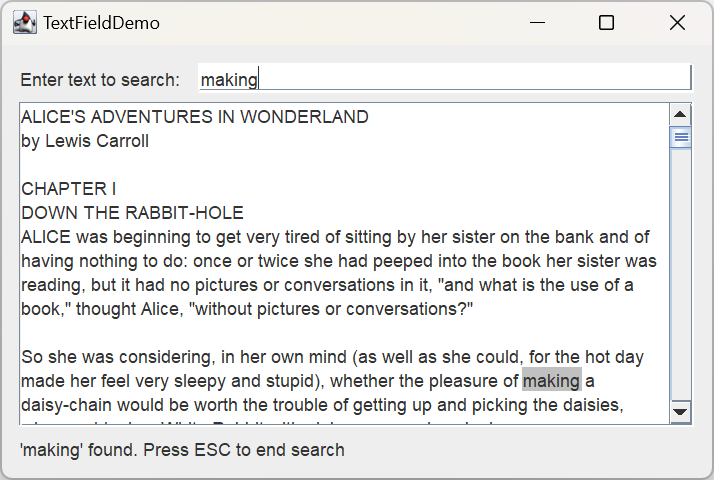 TextFieldDemo
Enter text to search: making
ALICE'S ADVENTURES IN WONDERLAND
by Lewis Carroll
CHAPTER I
DOWN THE RABBIT-HOLE
ALICE was beginning to get very tired of sitting by her sister on the bank and of
having nothing to do: once or twice she had peeped into the book her sister was
reading, but it had no pictures or conversations in it, "and what is the use of a
book," thought Alice, "without pictures or conversations?"
So she was considering, in her own mind (as well as she could, for the hot day
made her feel very sleepy and stupid), whether the pleasure of making a
daisy-chain would be worth the trouble of getting up and picking the daisies,
'making' found. Press ESC to end search